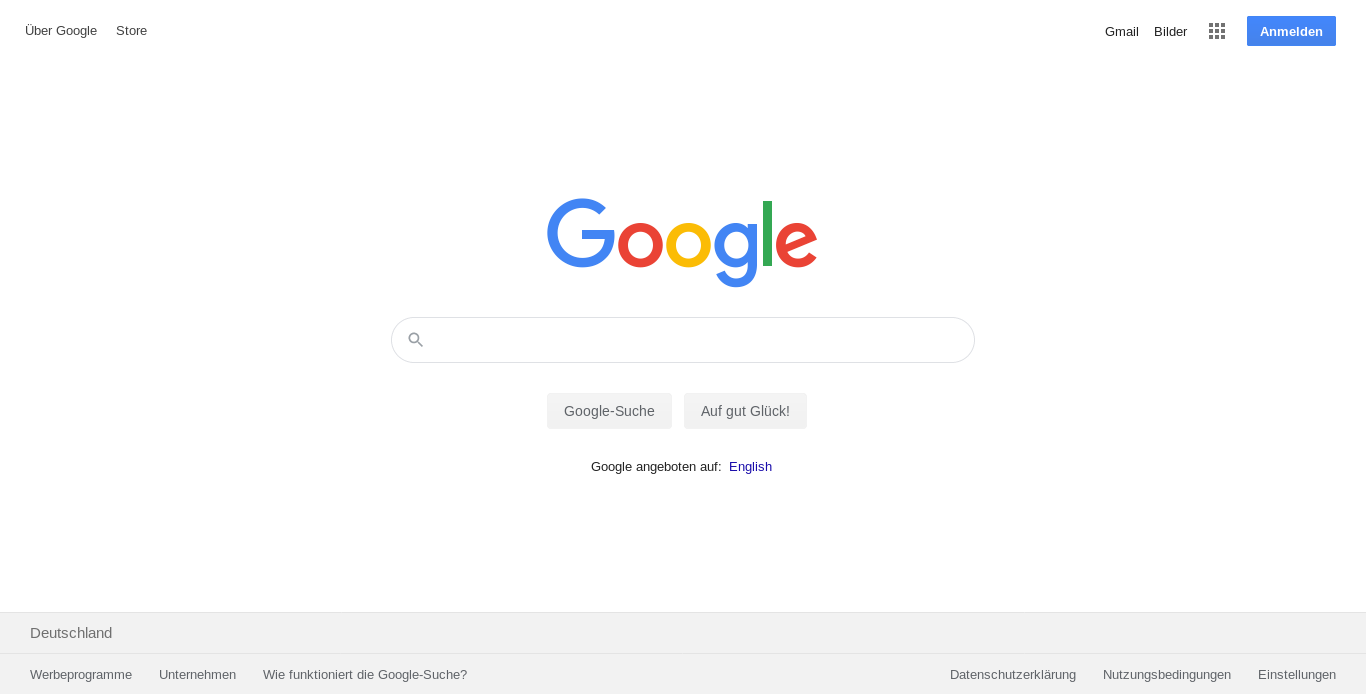 Über Google Store Gmail Bilder Anmelden
Google
Google-Suche Auf gut Glück!
Google angeboten auf: English
Deutschland
Werbeprogramme Unternehmen Wie funktioniert die Google-Suche? Datenschutzerklärung Nutzungsbedingungen Einstellungen